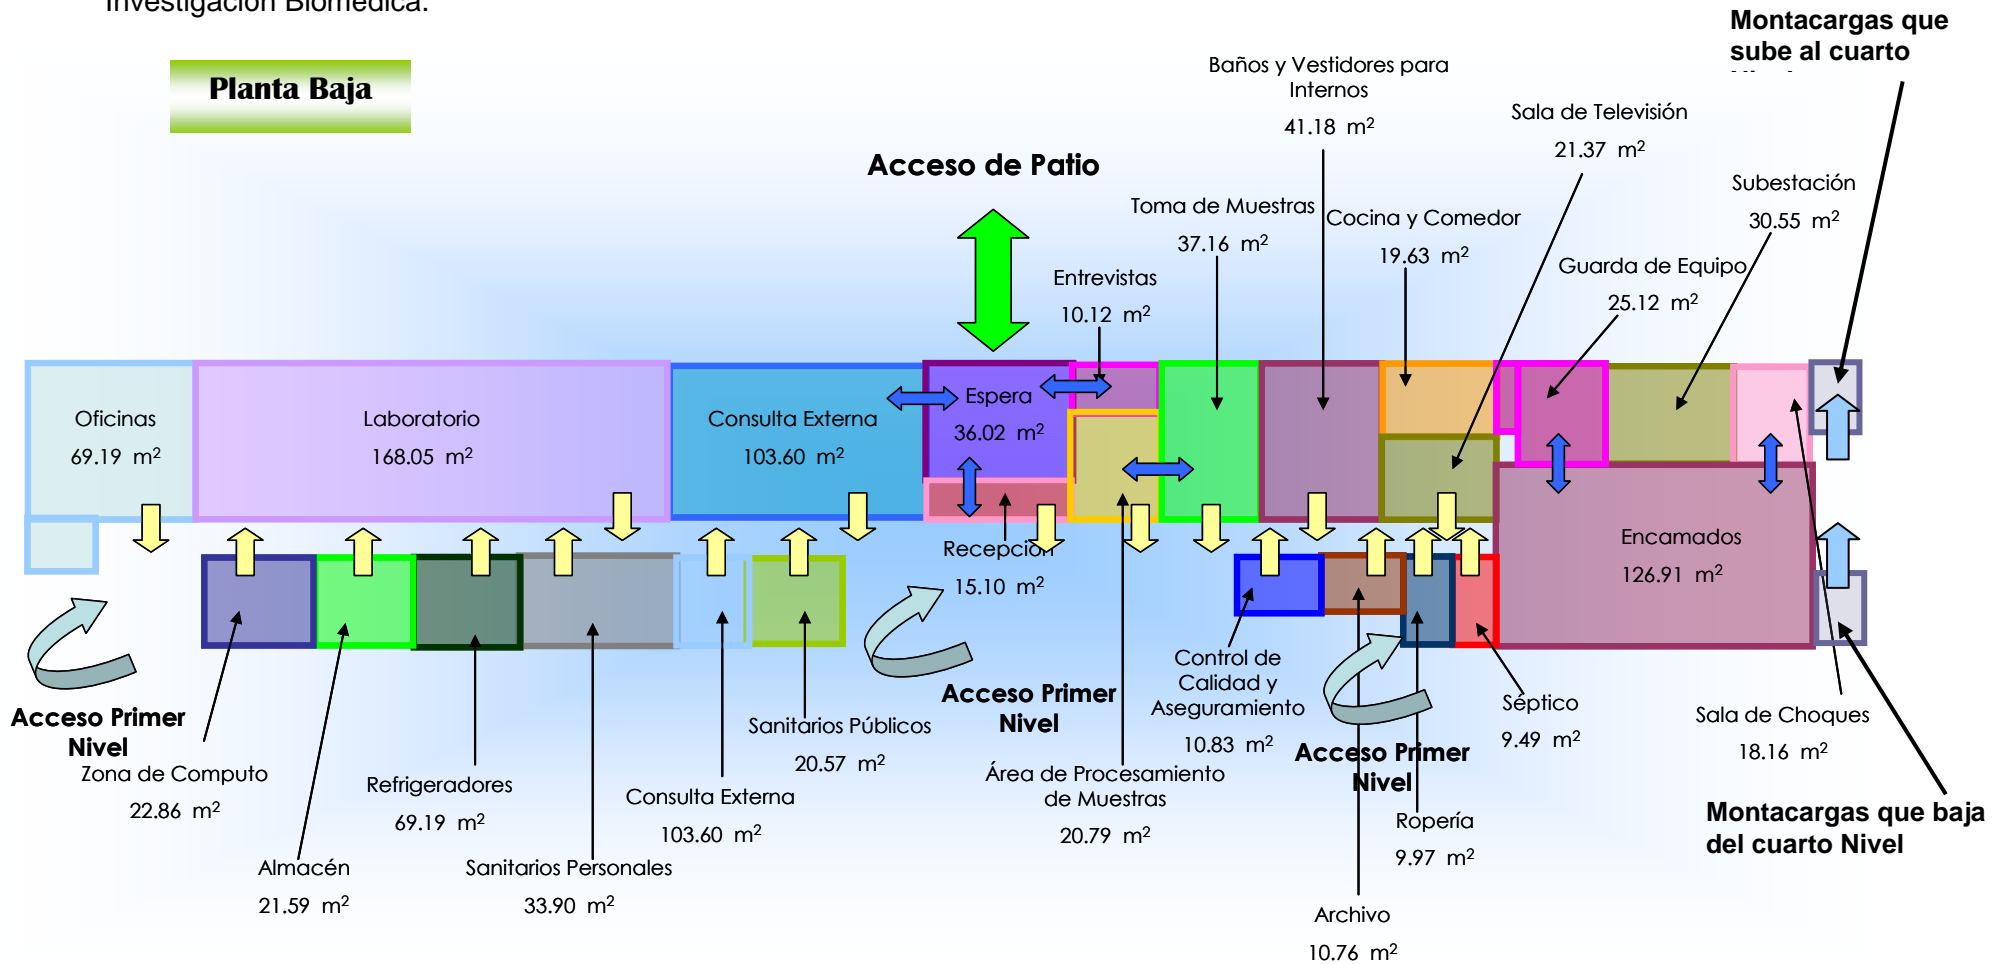 Investigación Biomédica.
Montacargas que
sube al cuarto
Planta Baja
Baños y Vestidores para
Internos
41.18 m²
Sala de Televisión
21.37 m²
Acceso de Patio
Subestación
30.55 m²
Toma de Muestras
37.16 m²
Cocina y Comedor
19.63 m²
Guarda de Equipo
25.12 m²
Entrevistas
10.12 m²
Oficinas
69.19 m²
Laboratorio
168.05 m²
Consulta Externa
103.60 m²
Espera
36.02 m²
Encamados
126.91 m²
Recepción
15.10 m²
Control de
Calidad y
Aseguramiento
10.83 m²
Acceso Primer
Nivel
Acceso Primer
Nivel
Séptico
9.49 m²
Sala de Choques
18.16 m²
Sanitarios Públicos
20.57 m²
Acceso Primer
Nivel
Zona de Computo
22.86 m²
Refrigeradores
69.19 m²
Consulta Externa
103.60 m²
Área de Procesamiento
de Muestras
20.79 m²
Ropería
9.97 m²
Montacargas que baja
del cuarto Nivel
Almacén
21.59 m²
Sanitarios Personales
33.90 m²
Archivo
10.76 m²